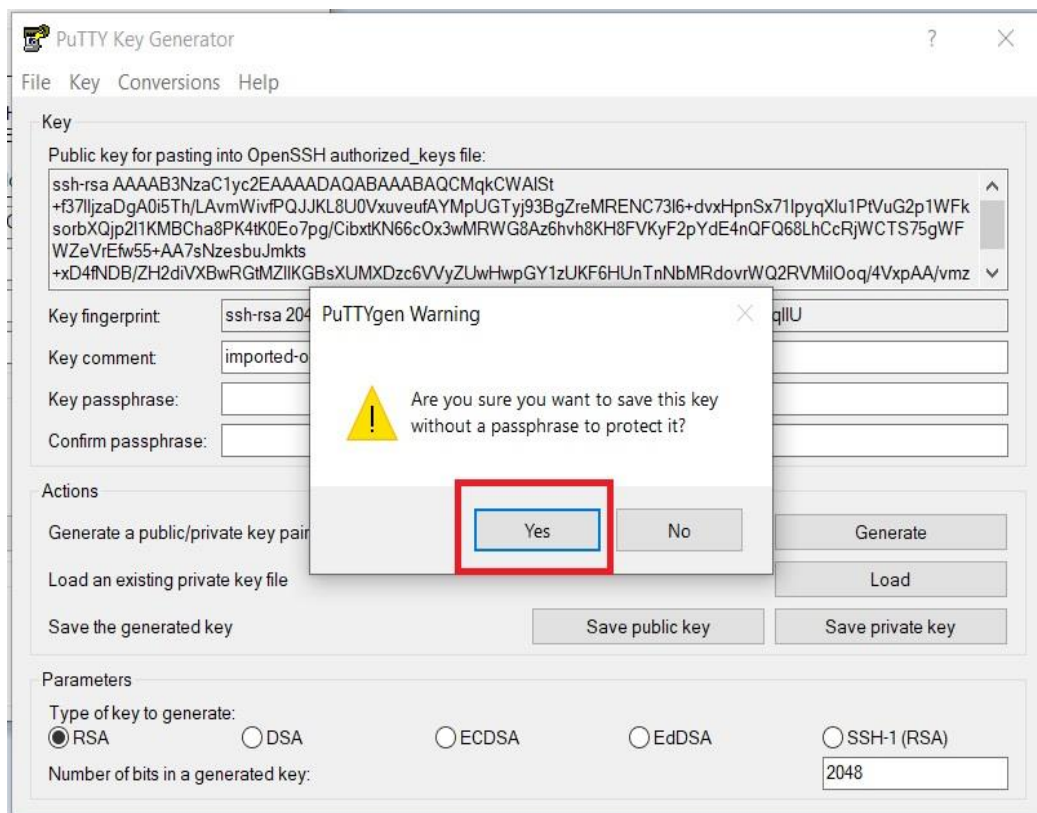 PuTTY Key Generator
?
File Key Conversions Help
Key
Public key for pasting into OpenSSH authorized_keys file:
ssh-rsa AAAAB3NzaC1yc2EAAAADAQABAAABAQCMqkCWAISt
+f37lljzaDgA0i5Th/LAvmWivfPQJJKL8U0VxuveufAYMpUGTyj93BgZreMRENC73l6+dvxHpnSx71lpyqXlu1PtVuG2p1WFk
sorbXQjp2l1KMBCha8PK4tK0Eo7pg/CibxtKN66cOx3wMRWG8Az6hvh8KH8FVKyF2pYdE4nQFQ68LhCcRjWCTS75gWF
WZeVrEfw55+AA7sNzesbuJmkts
+xD4fNDB/ZH2diVXBwRGtMZIlKGBsXUMXDzc6VVyZUwHwpGY1zUKF6HUnTnNbMRdovrWQ2RVMilOoq/4VxpAA/vmz
Key fingerprint:
ssh-rsa 204
qIIU
Key comment:
imported-o
Key passphrase:
Confirm passphrase:
PuTTYgen Warning
Are you sure you want to save this key
without a passphrase to protect it?
Yes
No
Actions
Generate a public/private key pair
Generate
Load an existing private key file
Load
Save the generated key
Save public key
Save private key
Parameters
Type of key to generate:
RSA
DSA
ECDSA
EdDSA
SSH-1 (RSA)
Number of bits in a generated key:
2048